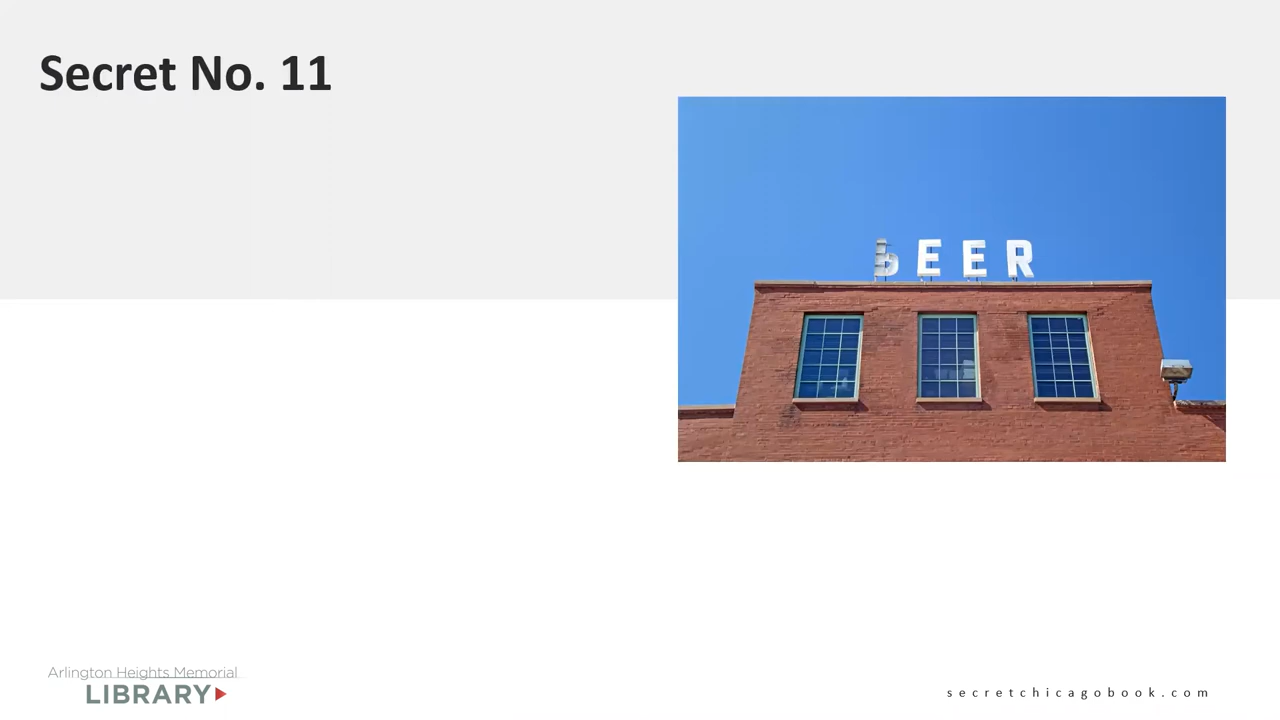 Secret No. 11
BEER
Arlington Heights Memorial
LIBRARY
secretchicagobook.com